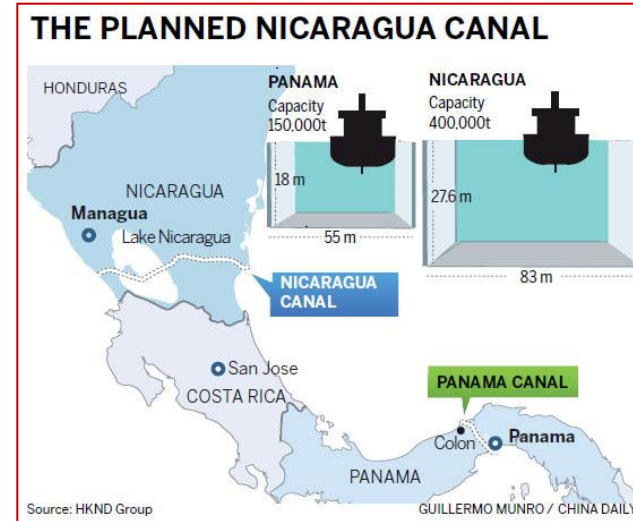 THE PLANNED NICARAGUA CANAL
HONDURAS
PANAMA
Capacity
150,000t
NICARAGUA
Capacity
400,000t
18 m
55 m
27.6 m
83 m
NICARAGUA
Managua
Lake Nicaragua
NICARAGUA
CANAL
San Jose
COSTA RICA
PANAMA CANAL
Colon
Panama
PANAMA
Source: HKND Group
GUILLERMO MUNRO / CHINA DAILY